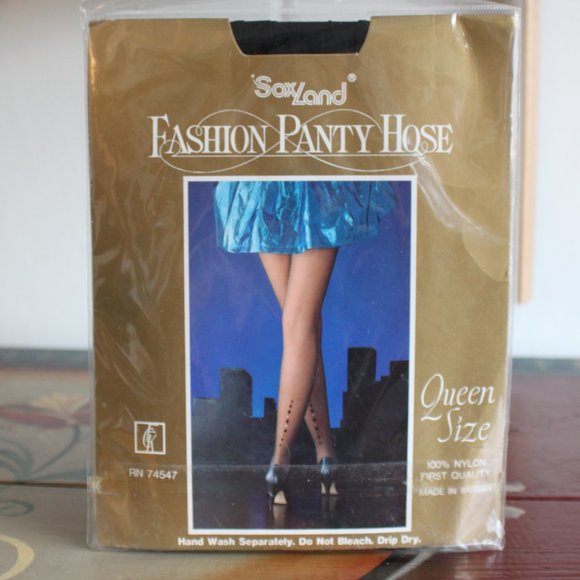 SoxLand®
FASHION PANTY HOSE
Queen
Size
100% NYLON
FIRST QUALITY
MADE IN TAIWAN
RN 74547
Hand Wash Separately. Do Not Bleach. Drip Dry.